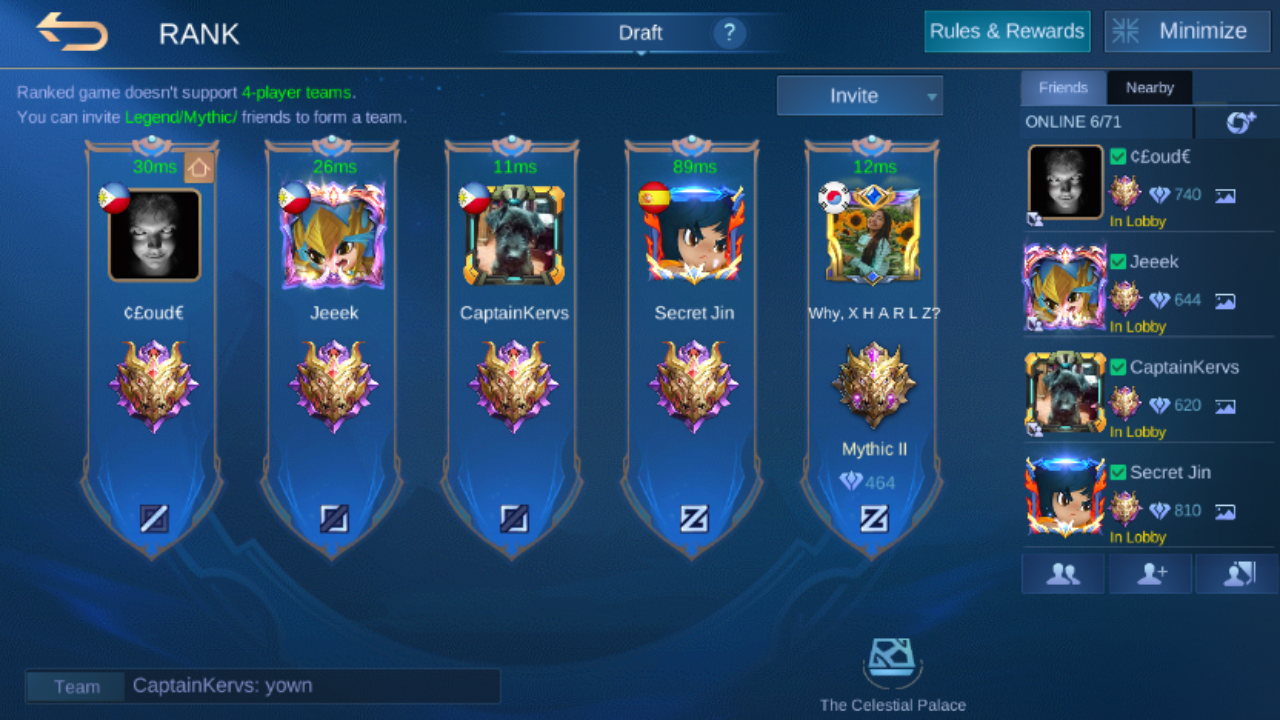 RANK
Draft
?
Rules & Rewards
Minimize
Ranked game doesn't support 4-player teams.
You can invite Legend/Mythic/ friends to form a team.
Invite
Friends
Nearby
ONLINE 6/71
30ms
26ms
11ms
89ms
12ms
¢£oud€
Jeeek
CaptainKervs
Secret Jin
Why, X H A R L Z?
Mythic II
464
¢£oud€
740
In Lobby
Jeeek
644
In Lobby
CaptainKervs
620
In Lobby
Secret Jin
810
In Lobby
Team
CaptainKervs: yown
The Celestial Palace